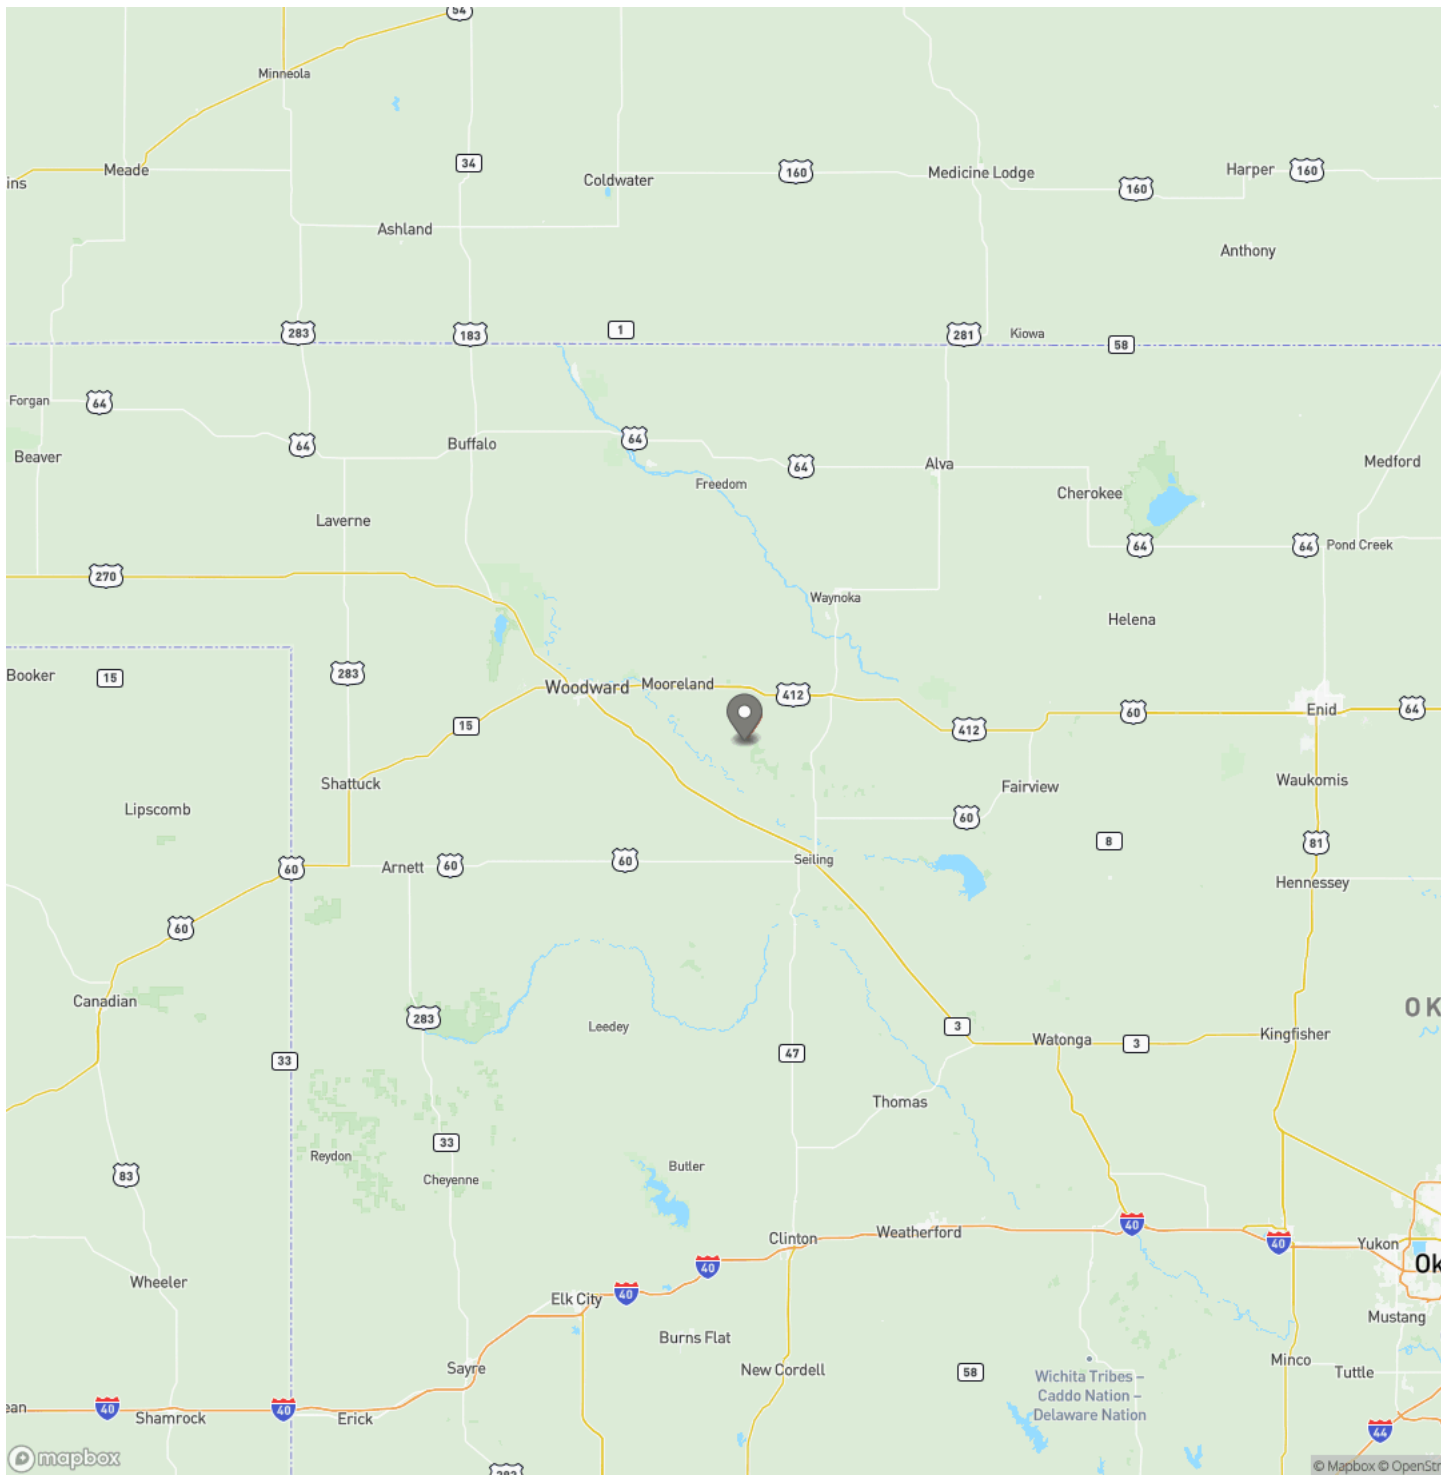 54
Minneola
34
Meade
160
Harper
160
Medicine Lodge
Coldwater
ins
160
Ashland
Anthony
283
183
1
281
Kiowa
58
Forgan
64
64
64
Buffalo
Beaver
64
Alva
Medford
Freedom
Cherokee
Laverne
64
64
Pond Creek
270
Waynoka
Helena
Booker
15
283
Woodward
Mooreland
412
15
412
60
Enid
64
Shattuck
Fairview
Waukomis
Lipscomb
60
8
81
60
Arnett
60
60
Seiling
Hennessey
60
Canadian
OK
283
Leedey
3
Watonga
3
Kingfisher
33
47
Thomas
33
Reydon
83
Cheyenne
Butler
Weatherford
40
Clinton
40
Yukon
40
Ok
Wheeler
Elk City
40
Mustang
Burns Flat
Sayre
New Cordell
58
Minco
Tuttle
Wichita Tribes –
Caddo Nation –
Delaware Nation
ean
40
Shamrock
40
Erick
44
mapbox
283
© Mapbox © OpenStr